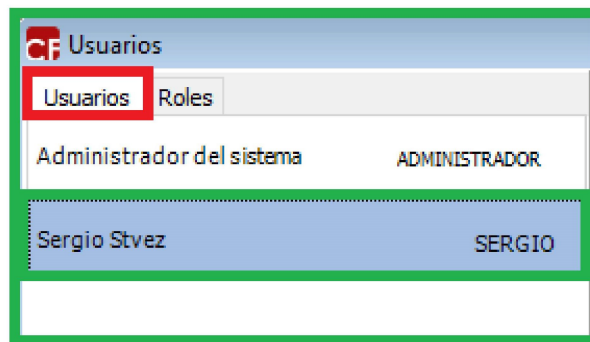 CF Usuarios
Usuarios Roles
Administrador del sistema ADMINISTRADOR
Sergio Stvez SERGIO